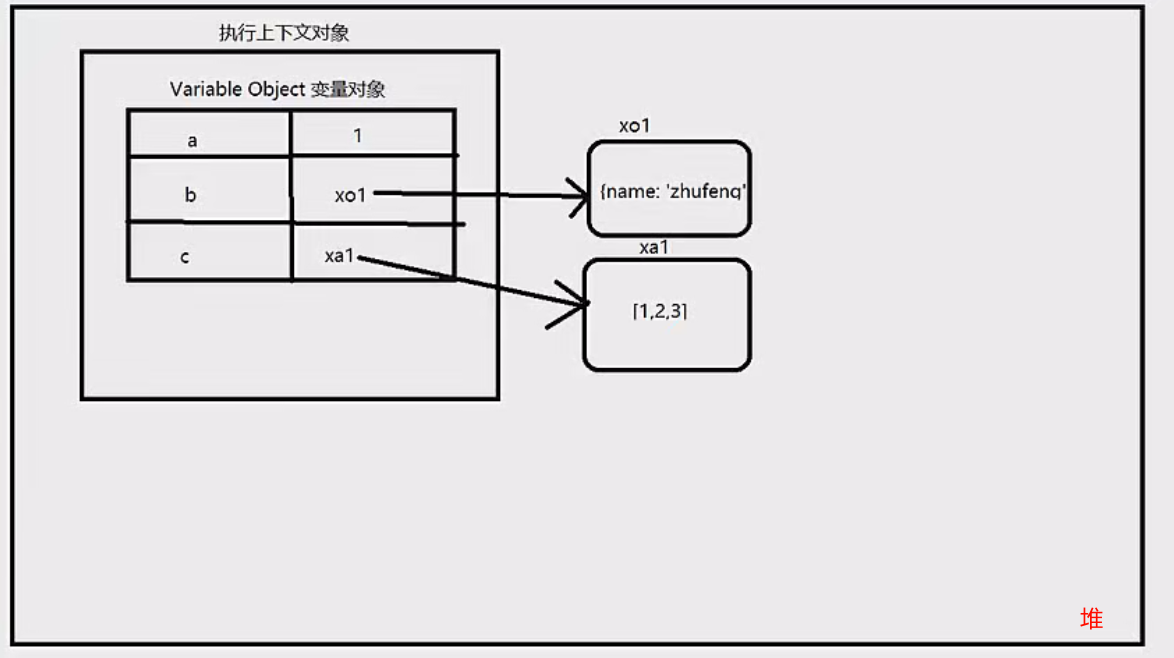 执行上下文对象
Variable Object 变量对象
a
1
b
xo1
c
xa1
xo1
{name: 'zhufeng'
xa1
[1,2,3]
堆